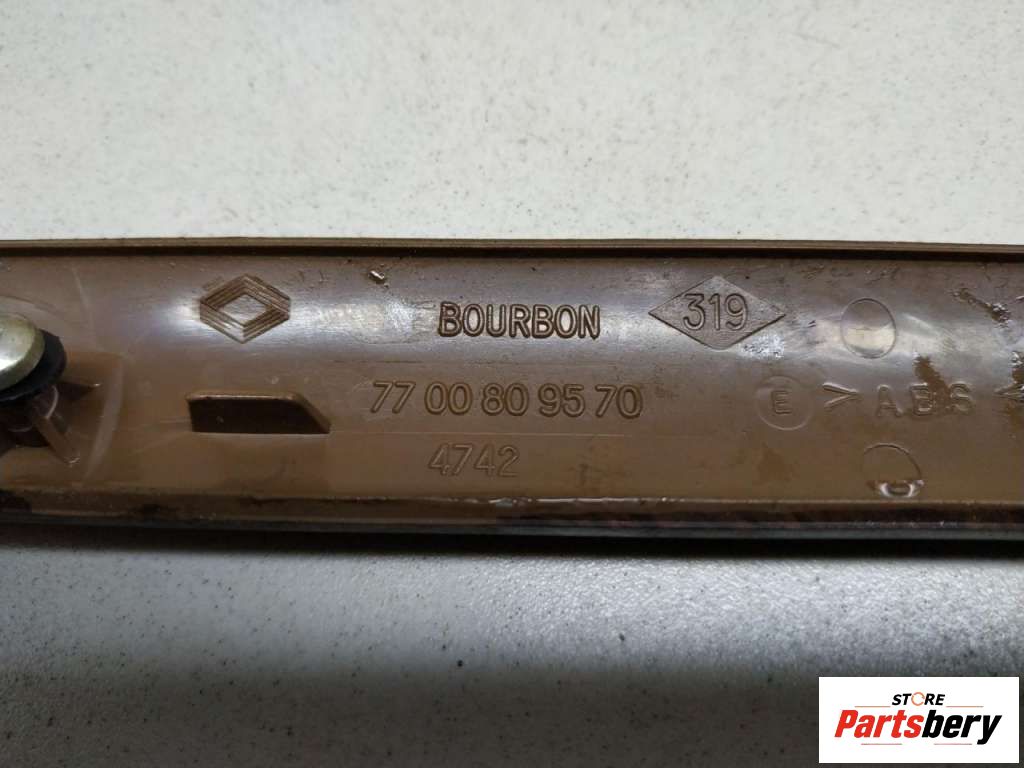 BOURBON 319
77 00 80 95 70 E >ABS
4742
STORE
Partsbery